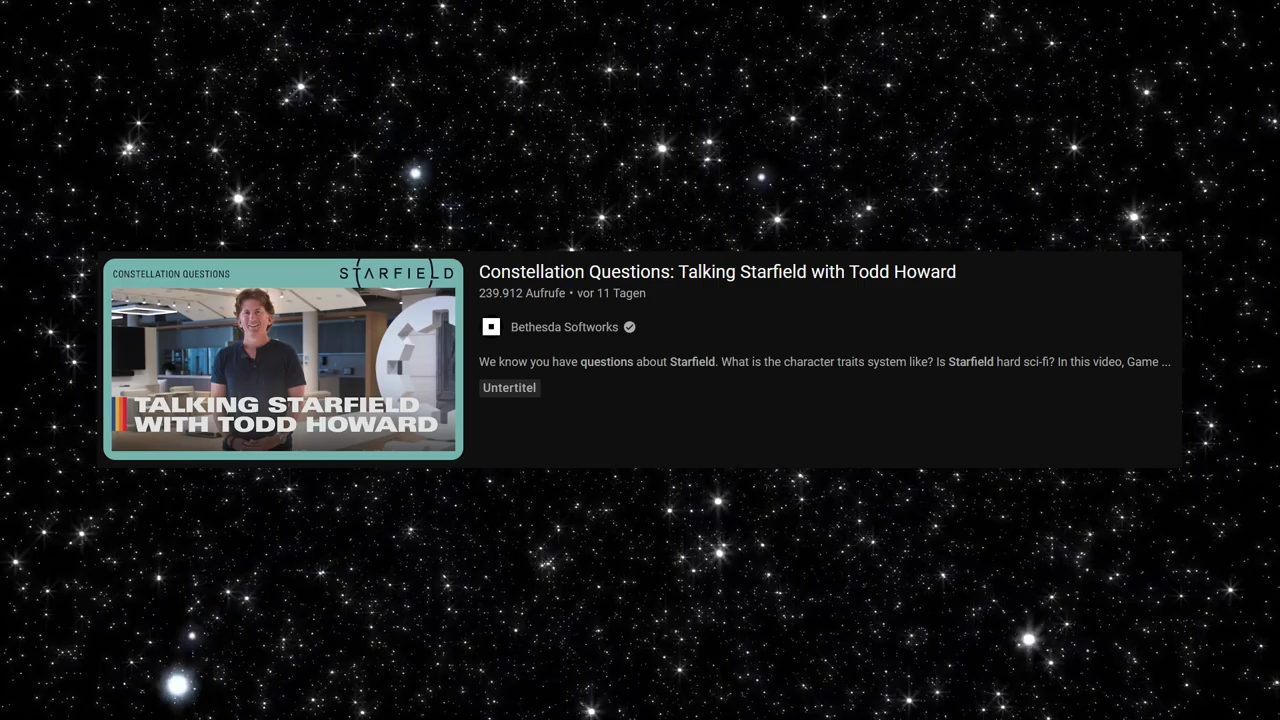 CONSTELLATION QUESTIONS
STARFIELD
TALKING STARFIELD
WITH TODD HOWARD
Constellation Questions: Talking Starfield with Todd Howard
239.912 Aufrufe • vor 11 Tagen
Bethesda Softworks
We know you have questions about Starfield. What is the character traits system like? Is Starfield hard sci-fi? In this video, Game ...
Untertitel